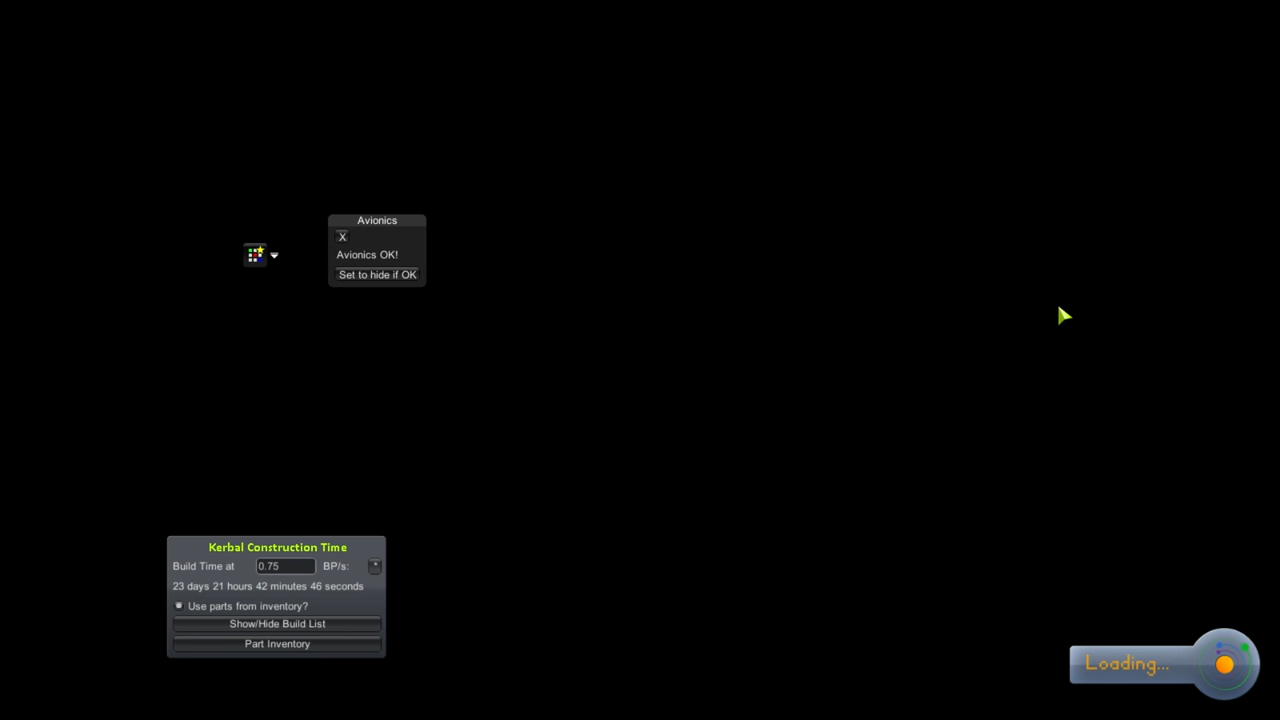 Avionics
X
Avionics OK!
Set to hide if OK
Kerbal Construction Time
Build Time at 0.75 BP/s: *
23 days 21 hours 42 minutes 46 seconds
Use parts from inventory?
Show/Hide Build List
Part Inventory
Loading...